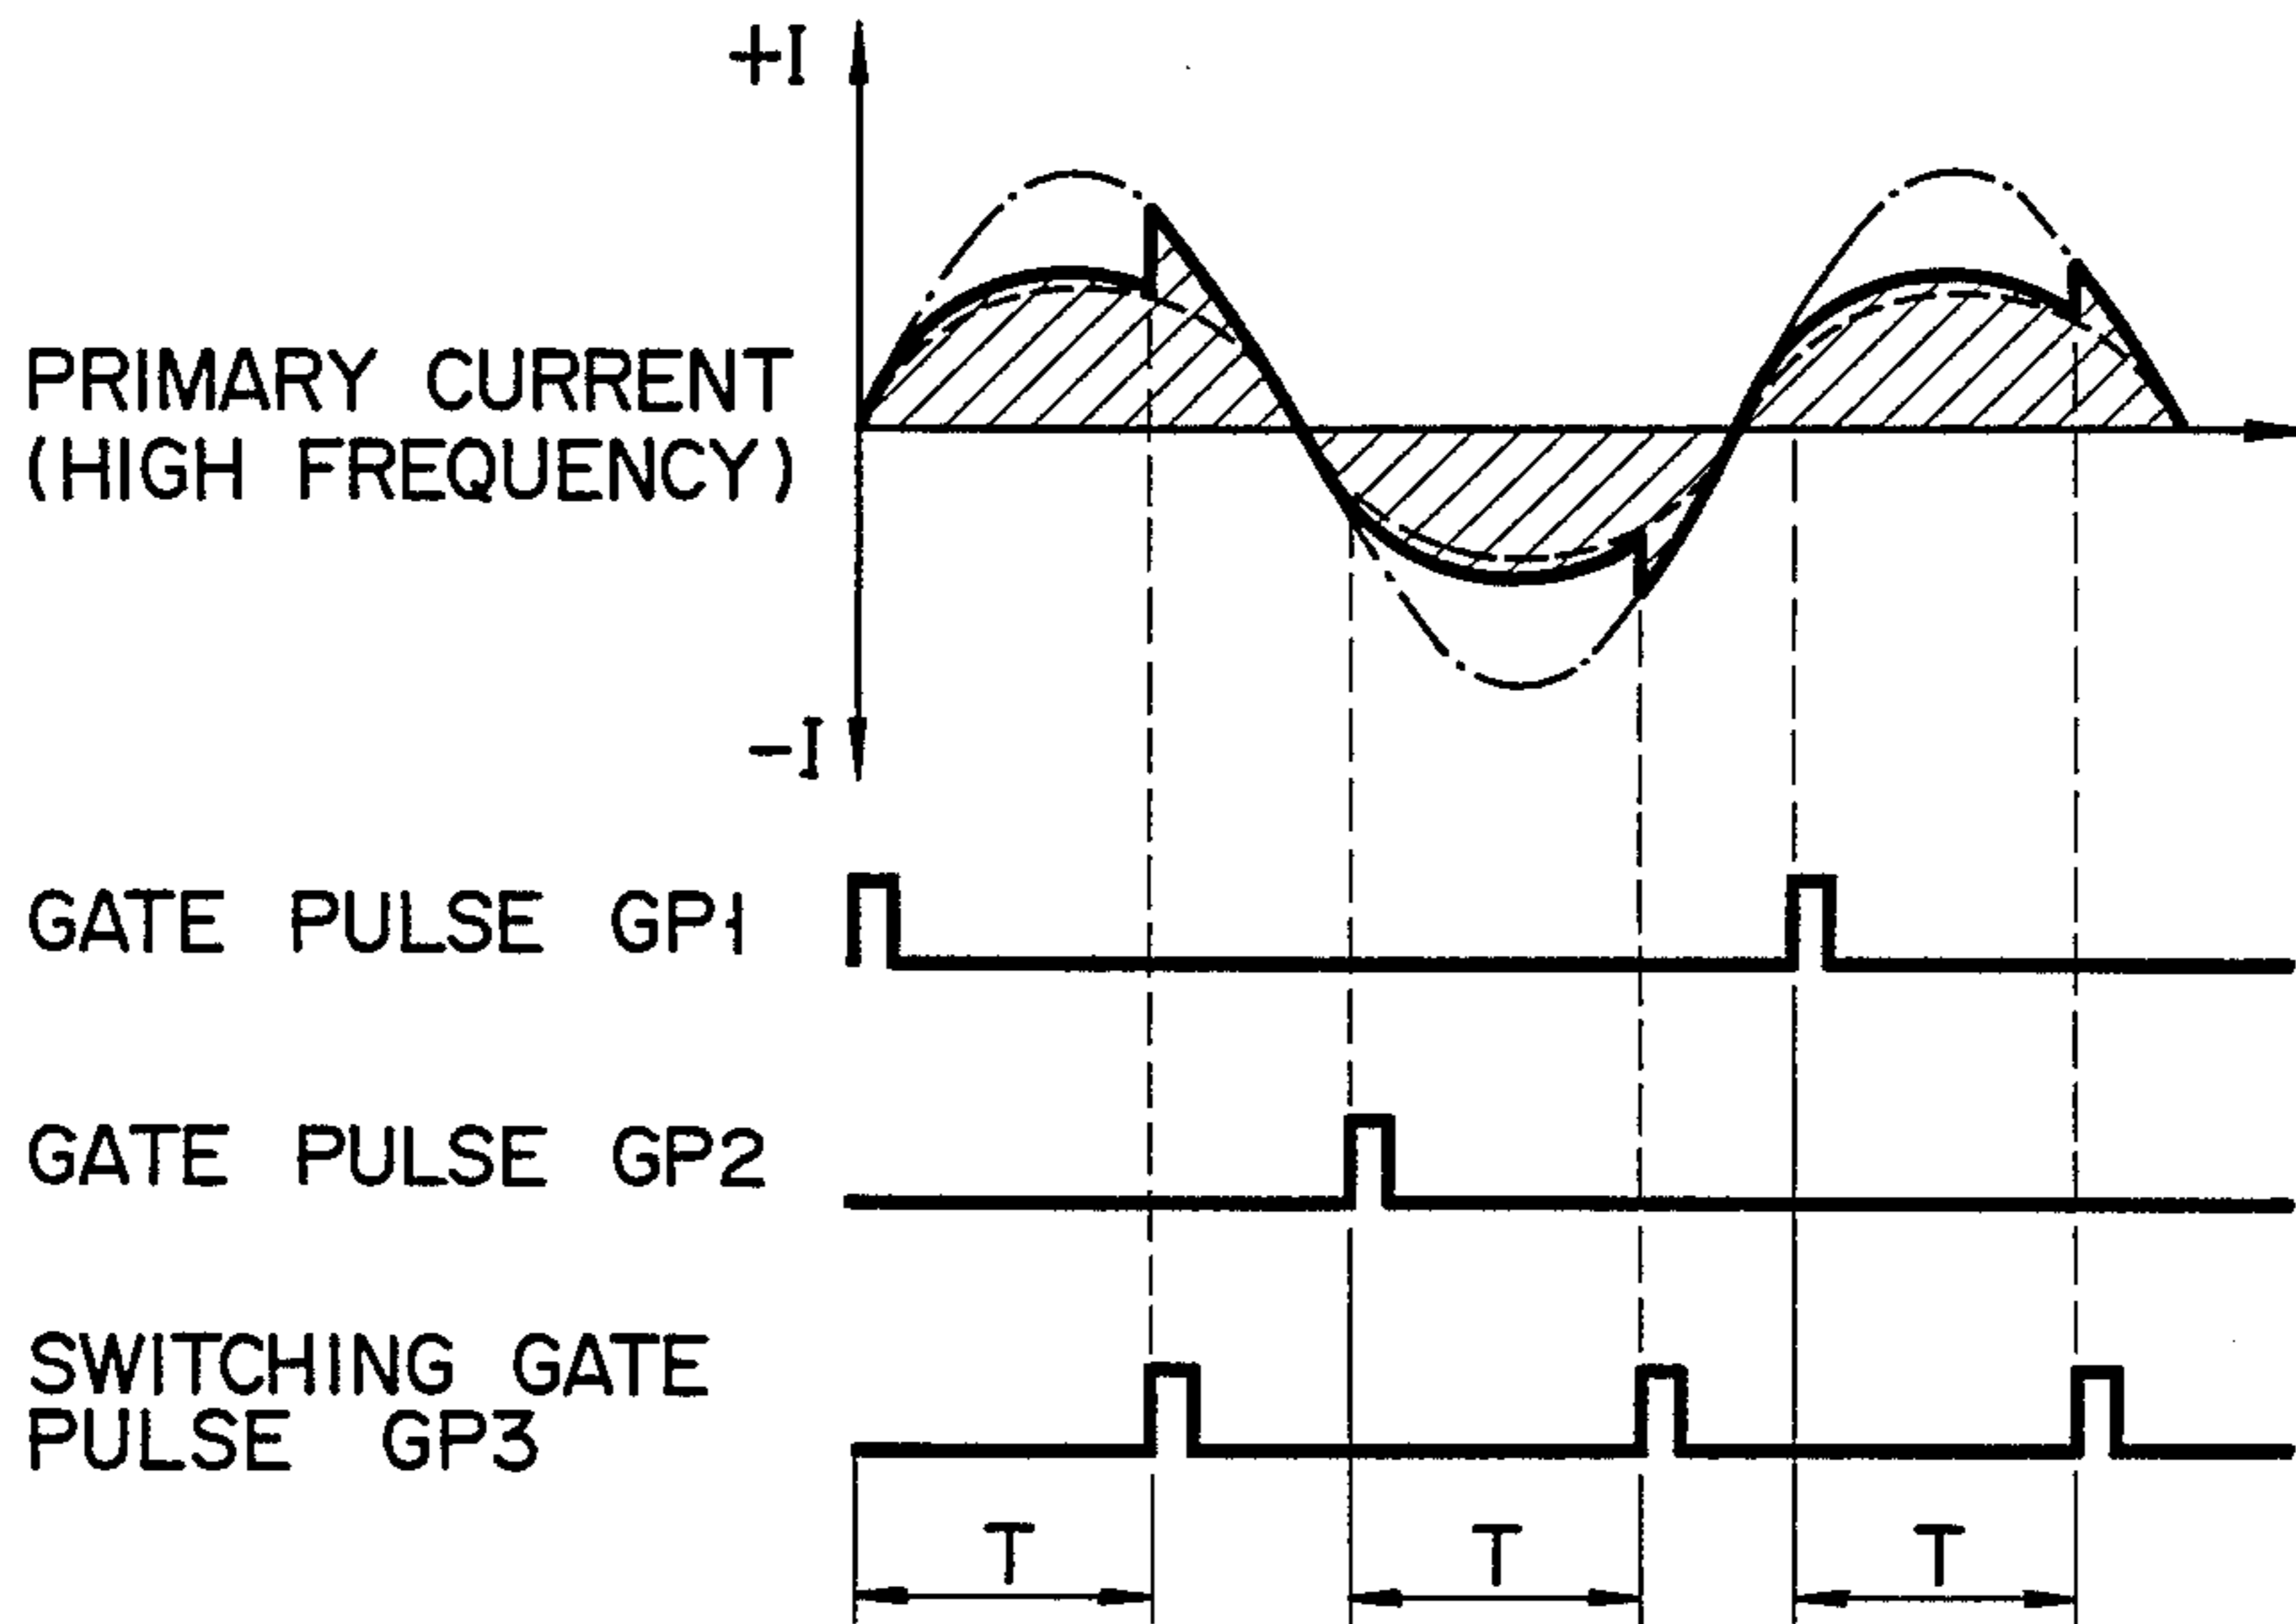 +I
PRIMARY CURRENT
(HIGH FREQUENCY)
-I
GATE PULSE GP1
GATE PULSE GP2
SWITCHING GATE
PULSE GP3
T T T